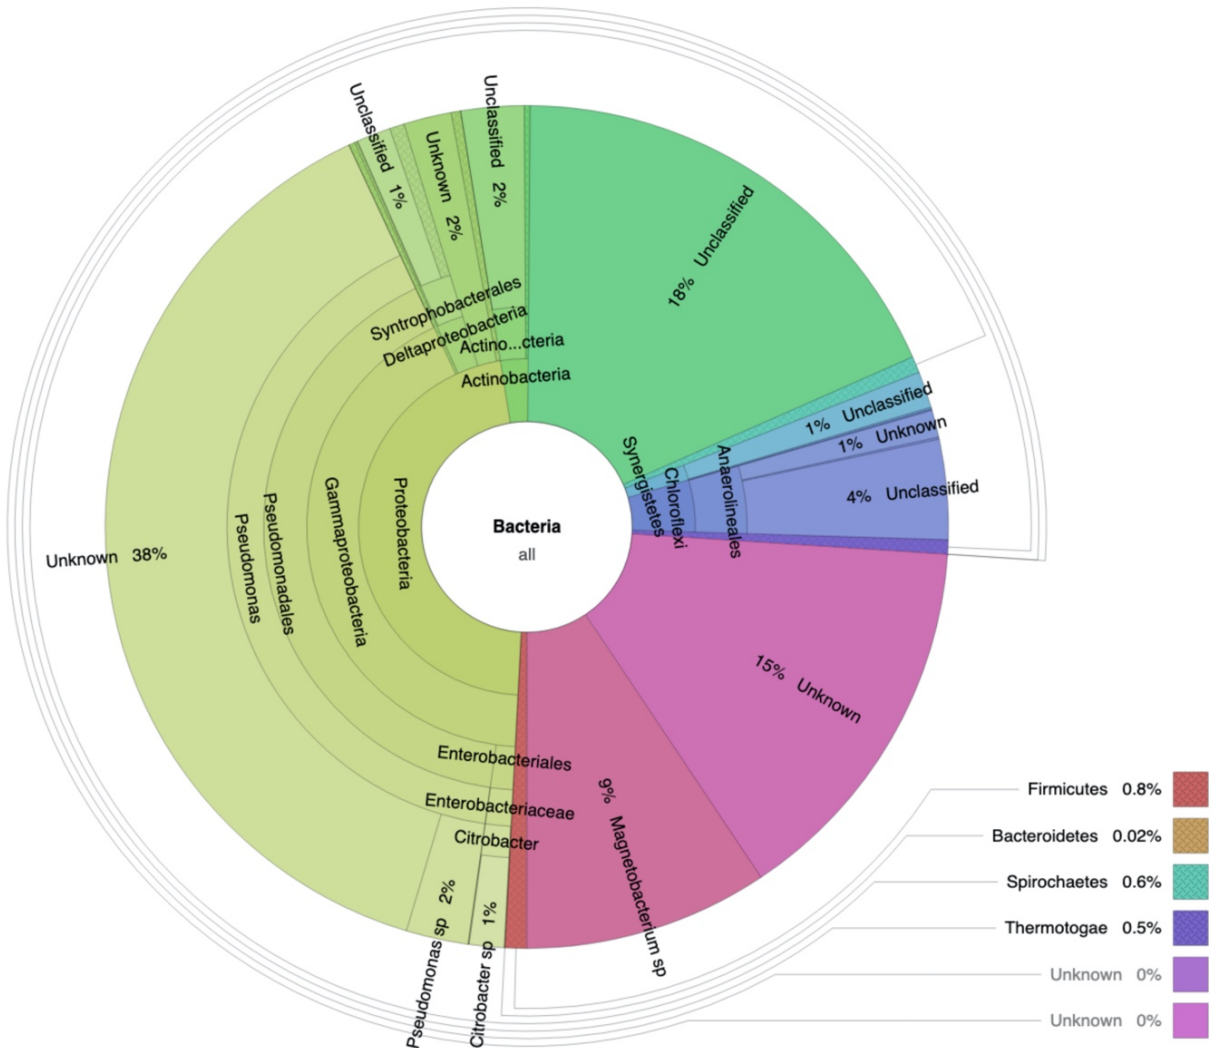 Unclassified 1%
Unknown 2%
Unclassified 2%
18% Unclassified
1% Unclassified
1% Unknown
4% Unclassified
Syntrophobacterales
Deltaproteobacteria
Actino...cteria
Actinobacteria
Synergistetes
Chloroflexi
Anaerolineales
Bacteria
all
Proteobacteria
Gammaproteobacteria
Pseudomonadales
Pseudomonas
Unknown 38%
15% Unknown
9% Magnetobacterium sp
Enterobacteriales
Enterobacteriaceae
Citrobacter
Pseudomonas sp 2%
Citrobacter sp 1%
Firmicutes 0.8%
Bacteroidetes 0.02%
Spirochaetes 0.6%
Thermotogae 0.5%
Unknown 0%
Unknown 0%